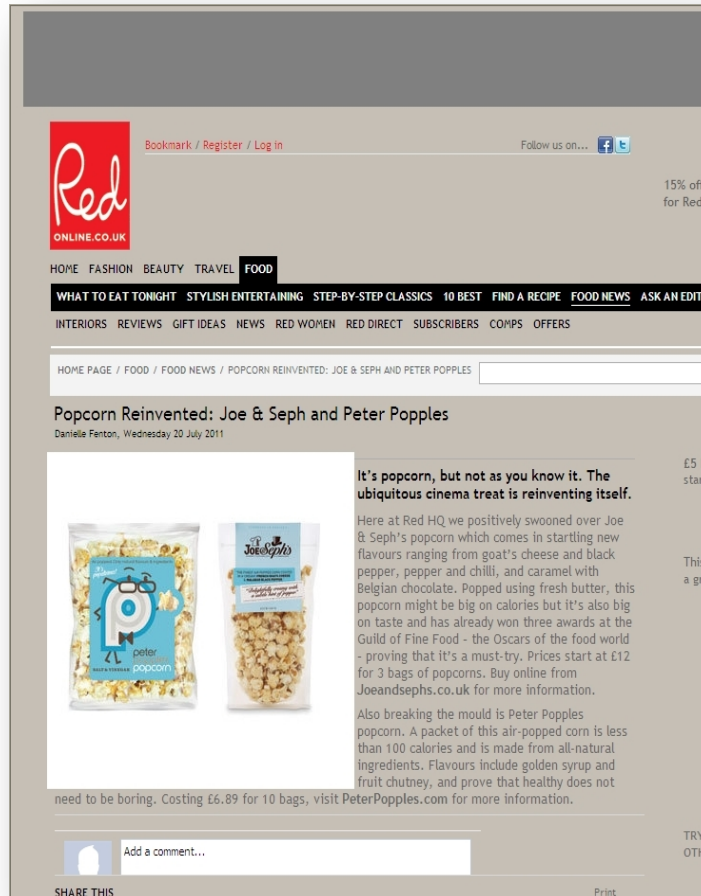 Red
ONLINE.CO.UK
Bookmark / Register / Log in
Follow us on...
15% off
for Red
HOME FASHION BEAUTY TRAVEL FOOD
WHAT TO EAT TONIGHT STYLISH ENTERTAINING STEP-BY-STEP CLASSICS 10 BEST FIND A RECIPE FOOD NEWS ASK AN EDIT
INTERIORS REVIEWS GIFT IDEAS NEWS RED WOMEN RED DIRECT SUBSCRIBERS COMPS OFFERS
HOME PAGE / FOOD / FOOD NEWS / POPCORN REINVENTED: JOE & SEPH AND PETER POPPLES
Popcorn Reinvented: Joe & Seph and Peter Popples
Danielle Fenton, Wednesday 20 July 2011
It's popcorn, but not as you know it. The
ubiquitous cinema treat is reinventing itself.
Here at Red HQ we positively swooned over Joe
& Seph's popcorn which comes in startling new
flavours ranging from goat's cheese and black
pepper, pepper and chilli, and caramel with
Belgian chocolate. Popped using fresh butter, this
popcorn might be big on calories but it's also big
on taste and has already won three awards at the
Guild of Fine Food - the Oscars of the food world
- proving that it's a must-try. Prices start at £12
for 3 bags of popcorns. Buy online from
Joeandsephs.co.uk for more information.
Also breaking the mould is Peter Popples
popcorn. A packet of this air-popped corn is less
than 100 calories and is made from all-natural
ingredients. Flavours include golden syrup and
fruit chutney, and prove that healthy does not
need to be boring. Costing £6.89 for 10 bags, visit PeterPopples.com for more information.
peter
popcorn
SALT & VINEGAR
JOE & Seph's
£5
star
Thi
a g
TRY
OTH
Add a comment...
SHARE THIS
Print